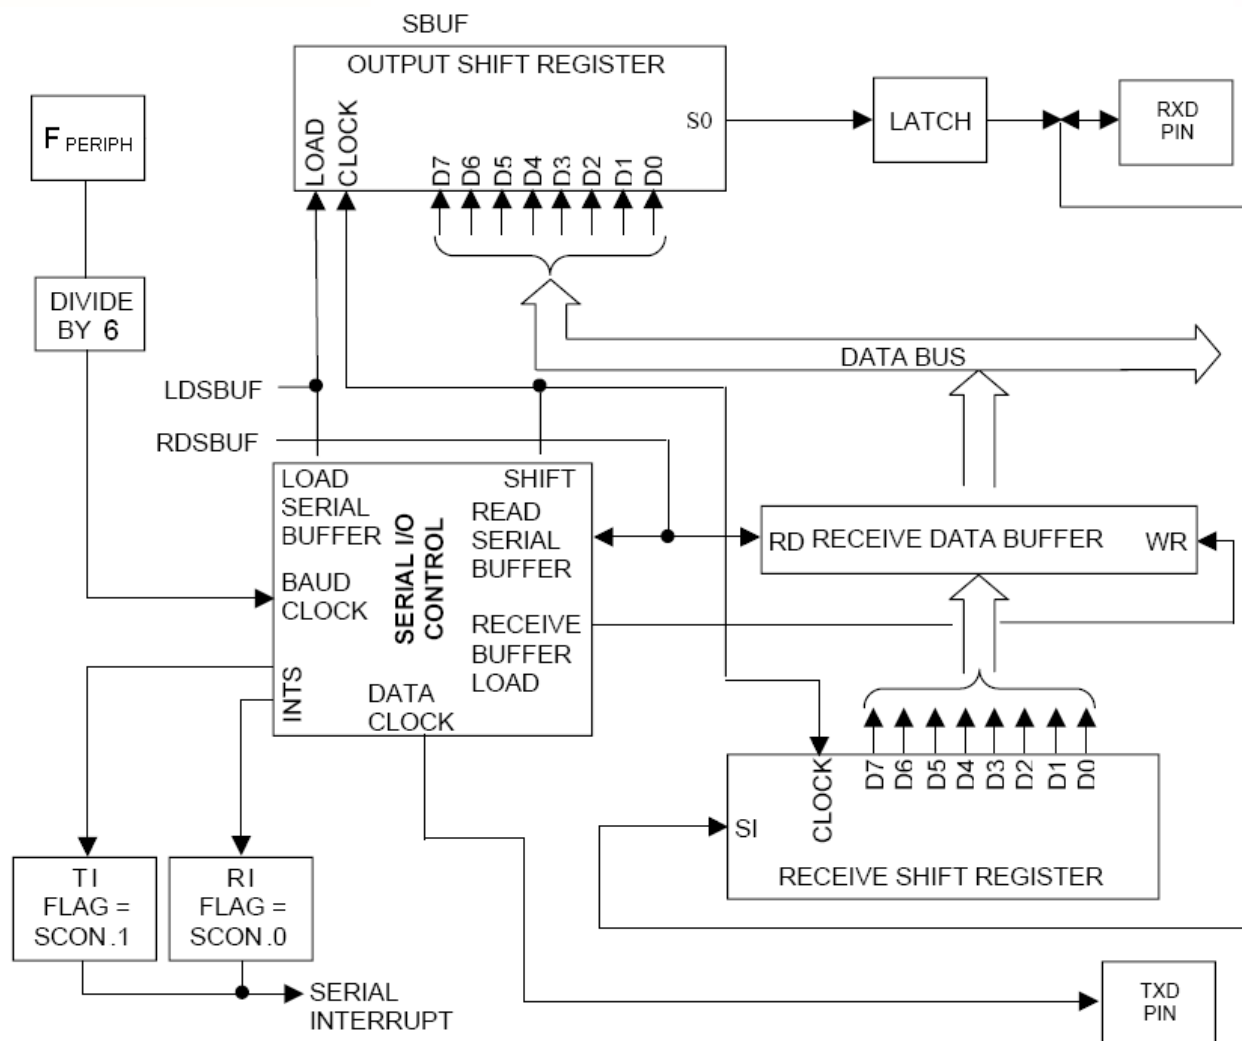 SBUF
OUTPUT SHIFT REGISTER
LOAD
CLOCK
D7
D6
D5
D4
D3
D2
D1
D0
S0
LATCH
RXD
PIN
F PERIPH
DIVIDE
BY 6
DATA BUS
LDSBUF
RDSBUF
LOAD
SERIAL
BUFFER
SHIFT
READ
SERIAL
BUFFER
BAUD
CLOCK
SERIAL I/O
CONTROL
RECEIVE
BUFFER
LOAD
INTS
DATA
CLOCK
RD
RECEIVE DATA BUFFER
WR
CLOCK
D7
D6
D5
D4
D3
D2
D1
D0
SI
RECEIVE SHIFT REGISTER
TI
FLAG =
SCON.1
RI
FLAG =
SCON.0
SERIAL
INTERRUPT
TXD
PIN